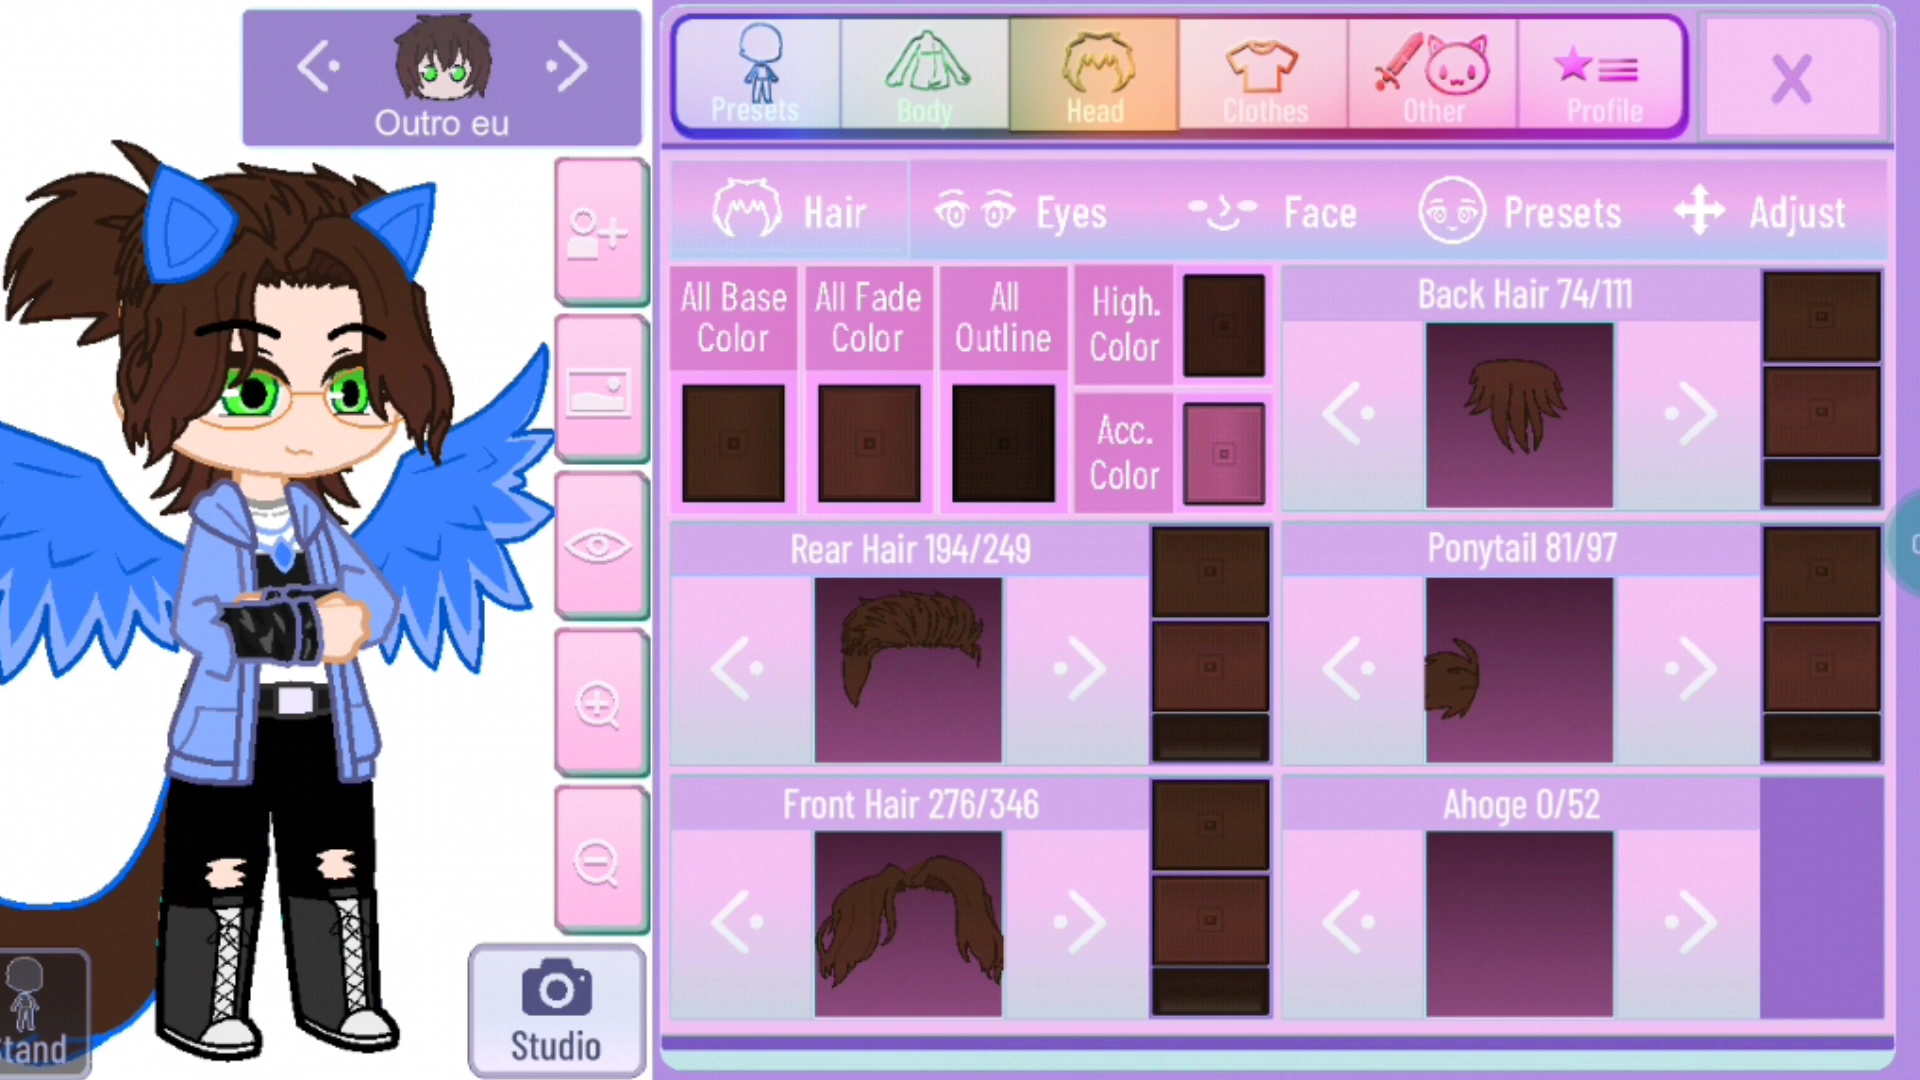 Outro eu
Presets
Body
Head
Clothes
Other
Profile
X
Hair
Eyes
Face
Presets
Adjust
All Base
Color
All Fade
Color
All
Outline
High.
Color
Acc.
Color
Back Hair 74/111
Rear Hair 194/249
Ponytail 81/97
Front Hair 276/346
Ahoge 0/52
Studio